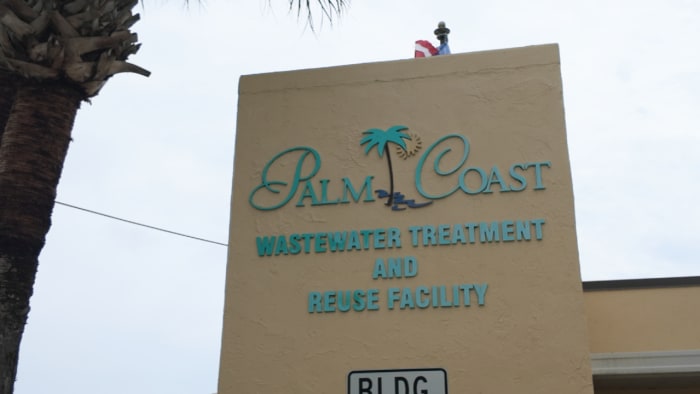 PALM COAST
WASTEWATER TREATMENT
AND
REUSE FACILITY
BLDG